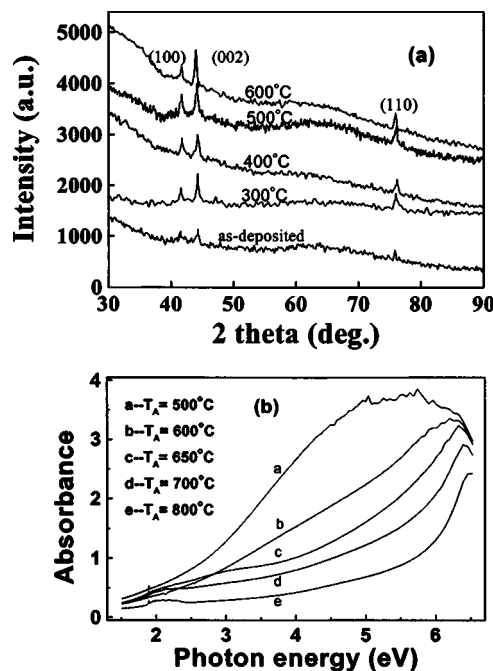 (a)
5000
4000
3000
2000
1000
0
Intensity (a.u.)
(100)
(002)
(110)
600°C
500°C
400°C
300°C
as-deposited
30 40 50 60 70 80 90
2 theta (deg.)
(b)
4
3
2
1
0
Absorbance
a--T_A= 500°C
b--T_A= 600°C
c--T_A= 650°C
d--T_A= 700°C
e--T_A= 800°C
a
b
c
d
e
2 3 4 5 6
Photon energy (eV)